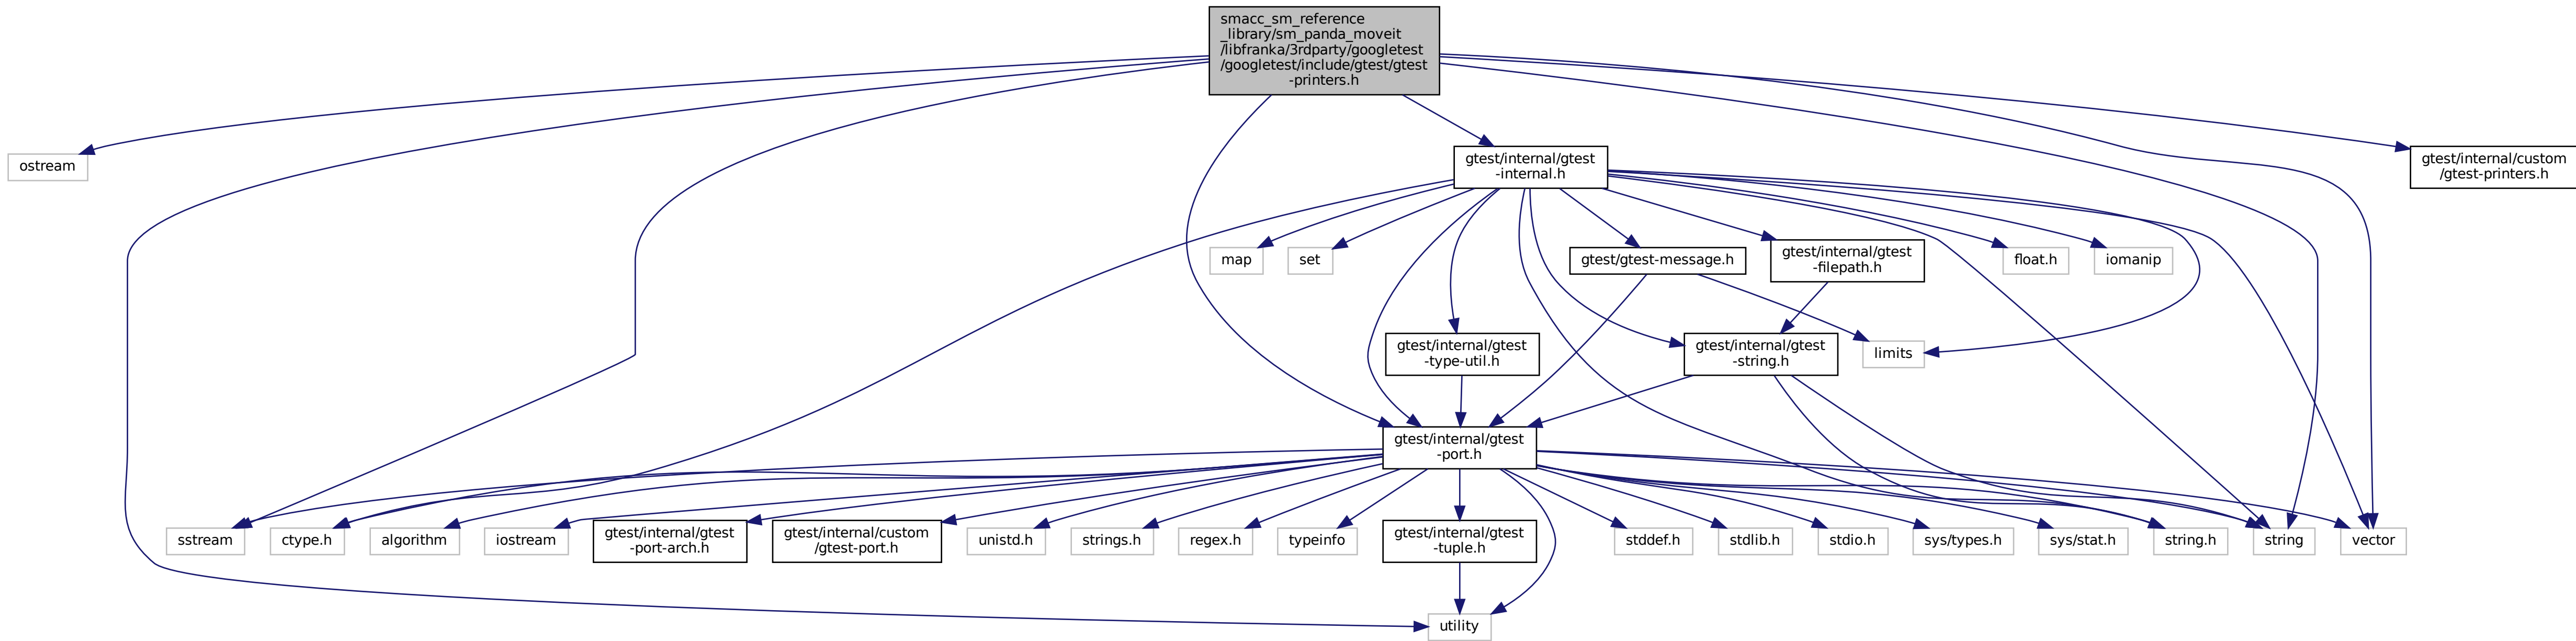 smacc_sm_reference
_library/sm_panda_moveit
/libfranka/3rdparty/googletest
/googletest/include/gtest/gtest
-printers.h
ostream
gtest/internal/gtest
-internal.h
gtest/internal/custom
/gtest-printers.h
map
set
gtest/gtest-message.h
gtest/internal/gtest
-filepath.h
float.h
iomanip
gtest/internal/gtest
-type-util.h
gtest/internal/gtest
-string.h
limits
gtest/internal/gtest
-port.h
sstream
ctype.h
algorithm
iostream
gtest/internal/gtest
-port-arch.h
gtest/internal/custom
/gtest-port.h
unistd.h
strings.h
regex.h
typeinfo
gtest/internal/gtest
-tuple.h
stddef.h
stdlib.h
stdio.h
sys/types.h
sys/stat.h
string.h
string
vector
utility